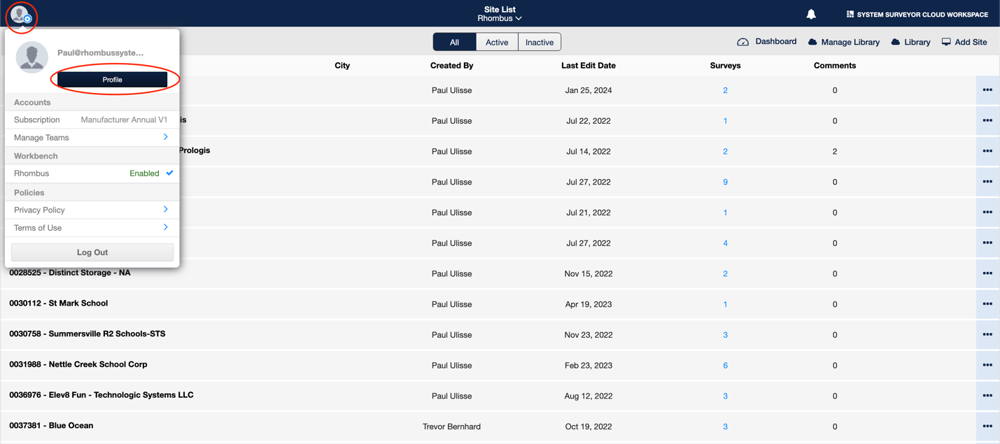 Site List
Rhombus
SYSTEM SURVEYOR CLOUD WORKSPACE
Paul@rhombussyste...
Profile
Accounts
Subscription Manufacturer Annual V1
Manage Teams
Workbench
Rhombus Enabled
Policies
Privacy Policy
Terms of Use
Log Out
All Active Inactive
Dashboard Manage Library Library Add Site
City Created By Last Edit Date Surveys Comments
Paul Ulisse Jan 25, 2024 2 0
is Paul Ulisse Jul 22, 2022 1 0
Prologis Paul Ulisse Jul 14, 2022 2 2
Paul Ulisse Jul 27, 2022 9 0
Paul Ulisse Jul 21, 2022 1 0
Paul Ulisse Jul 27, 2022 4 0
0028525 - Distinct Storage - NA Paul Ulisse Nov 15, 2022 2 0
0030112 - St Mark School Paul Ulisse Apr 19, 2023 1 0
0030758 - Summersville R2 Schools-STS Paul Ulisse Nov 23, 2022 3 0
0031988 - Nettle Creek School Corp Paul Ulisse Feb 23, 2023 6 0
0036976 - Elev8 Fun - Technologic Systems LLC Paul Ulisse Aug 12, 2022 3 0
0037381 - Blue Ocean Trevor Bernhard Oct 19, 2022 3 0